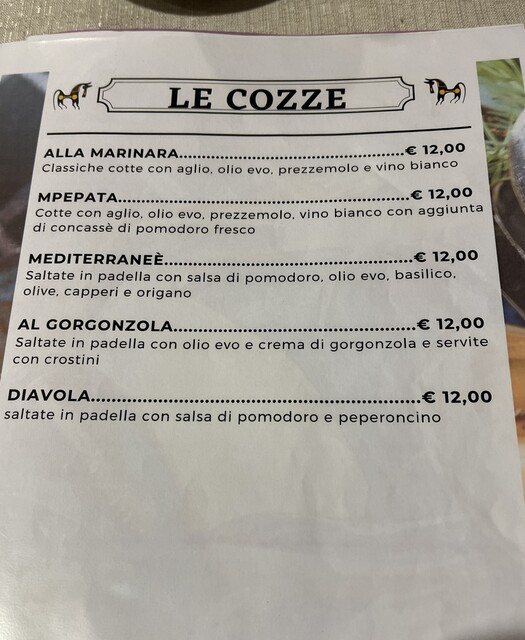 LE COZZE
ALLA MARINARA..........................................€ 12,00
Classiche cotte con aglio, olio evo, prezzemolo e vino bianco
MPEPATA.......................................................€ 12,00
Cotte con aglio, olio evo, prezzemolo, vino bianco con aggiunta
di concassè di pomodoro fresco
MEDITERRANEÈ..............................................€ 12,00
Saltate in padella con salsa di pomodoro, olio evo, basilico,
olive, capperi e origano
AL GORGONZOLA............................................€ 12,00
Saltate in padella con olio evo e crema di gorgonzola e servite
con crostini
DIAVOLA...........................................................€ 12,00
saltate in padella con salsa di pomodoro e peperoncino